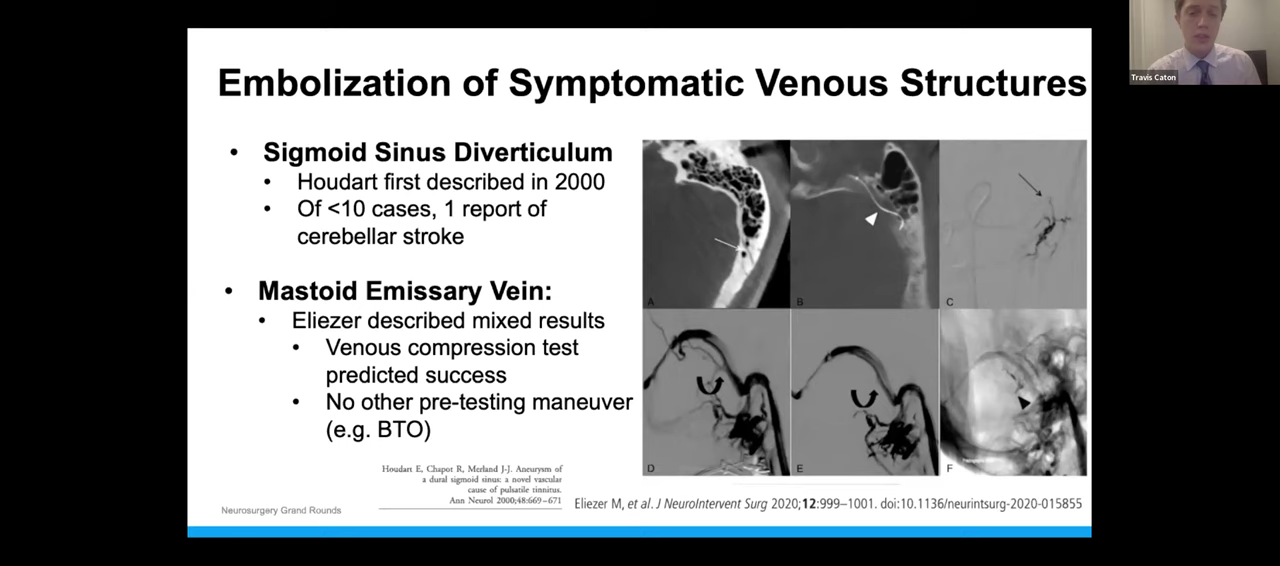 Travis Caton
Embolization of Symptomatic Venous Structures
• Sigmoid Sinus Diverticulum
• Houdart first described in 2000
• Of <10 cases, 1 report of
cerebellar stroke
• Mastoid Emissary Vein:
• Eliezer described mixed results
• Venous compression test
predicted success
• No other pre-testing maneuver
(e.g. BTO)
A
B
C
D
E
F
Houdart E, Chapot R, Merland J-J. Aneurysm of
a dural sigmoid sinus: a novel vascular
cause of pulsatile tinnitus.
Ann Neurol 2000;48:669–671
Eliezer M, et al. J NeuroIntervent Surg 2020;12:999–1001. doi:10.1136/neurintsurg-2020-015855
Neurosurgery Grand Rounds